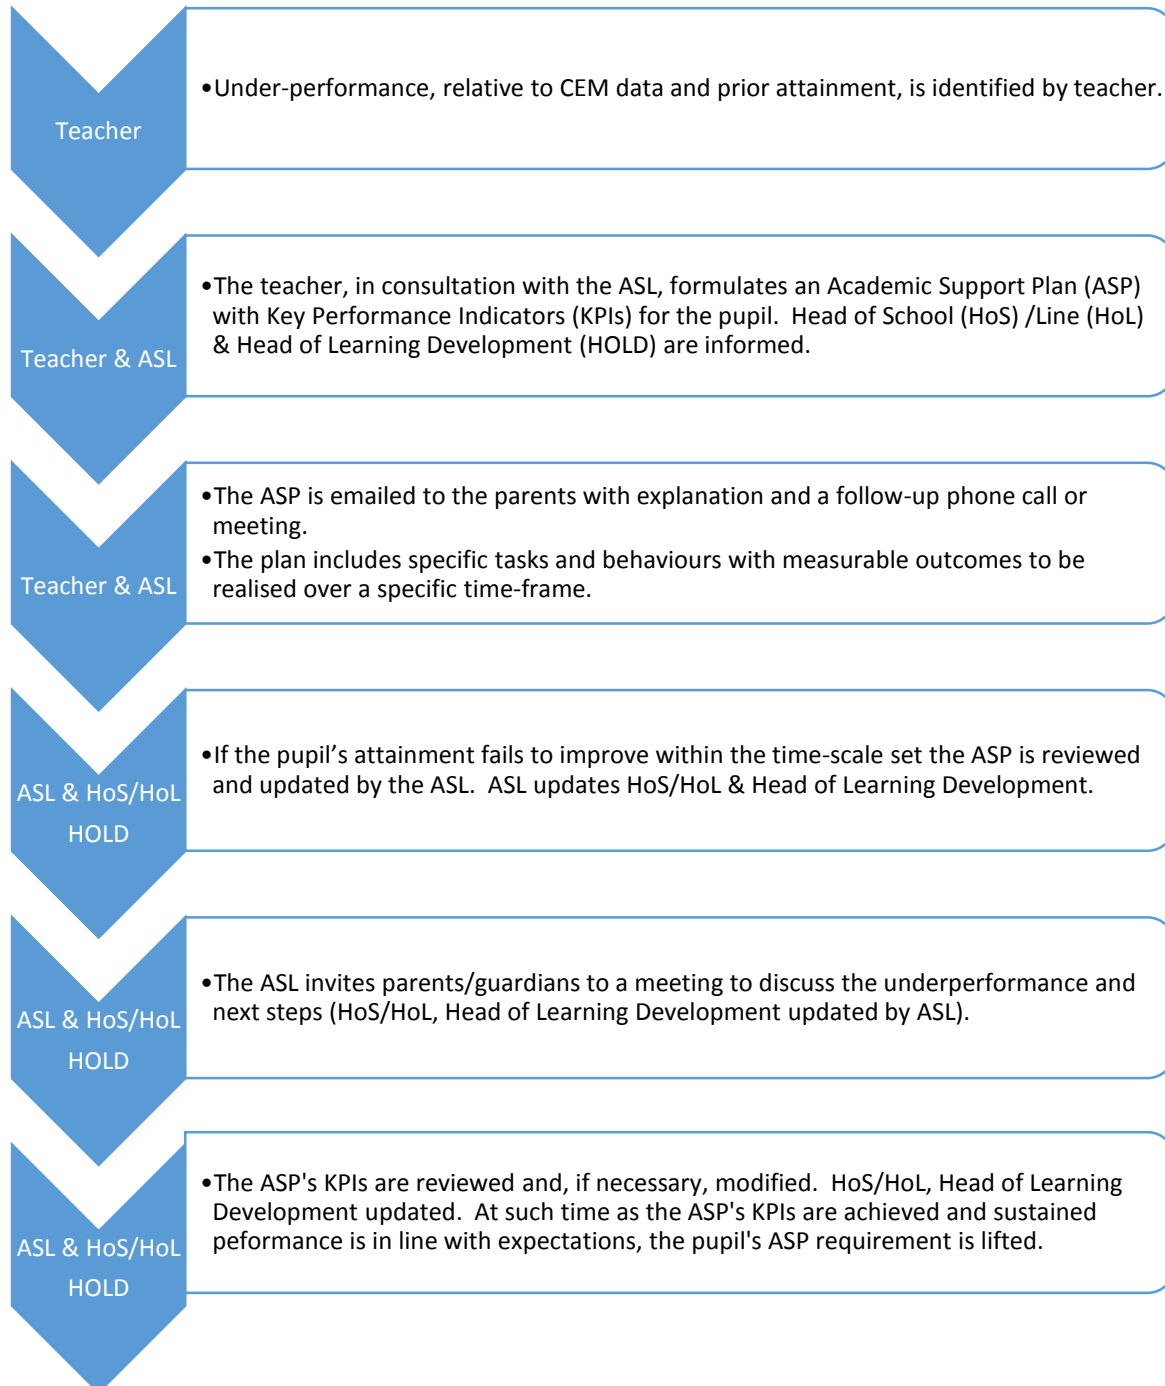 Teacher
•Under-performance, relative to CEM data and prior attainment, is identified by teacher.
Teacher & ASL
•The teacher, in consultation with the ASL, formulates an Academic Support Plan (ASP)
with Key Performance Indicators (KPIs) for the pupil.  Head of School (HoS) /Line (HoL)
& Head of Learning Development (HOLD) are informed.
Teacher & ASL
•The ASP is emailed to the parents with explanation and a follow-up phone call or
meeting.
•The plan includes specific tasks and behaviours with measurable outcomes to be
realised over a specific time-frame.
ASL & HoS/HoL
HOLD
•If the pupil’s attainment fails to improve within the time-scale set the ASP is reviewed
and updated by the ASL.  ASL updates HoS/HoL & Head of Learning Development.
ASL & HoS/HoL
HOLD
•The ASL invites parents/guardians to a meeting to discuss the underperformance and
next steps (HoS/HoL, Head of Learning Development updated by ASL).
ASL & HoS/HoL
HOLD
•The ASP's KPIs are reviewed and, if necessary, modified.  HoS/HoL, Head of Learning
Development updated.  At such time as the ASP's KPIs are achieved and sustained
peformance is in line with expectations, the pupil's ASP requirement is lifted.